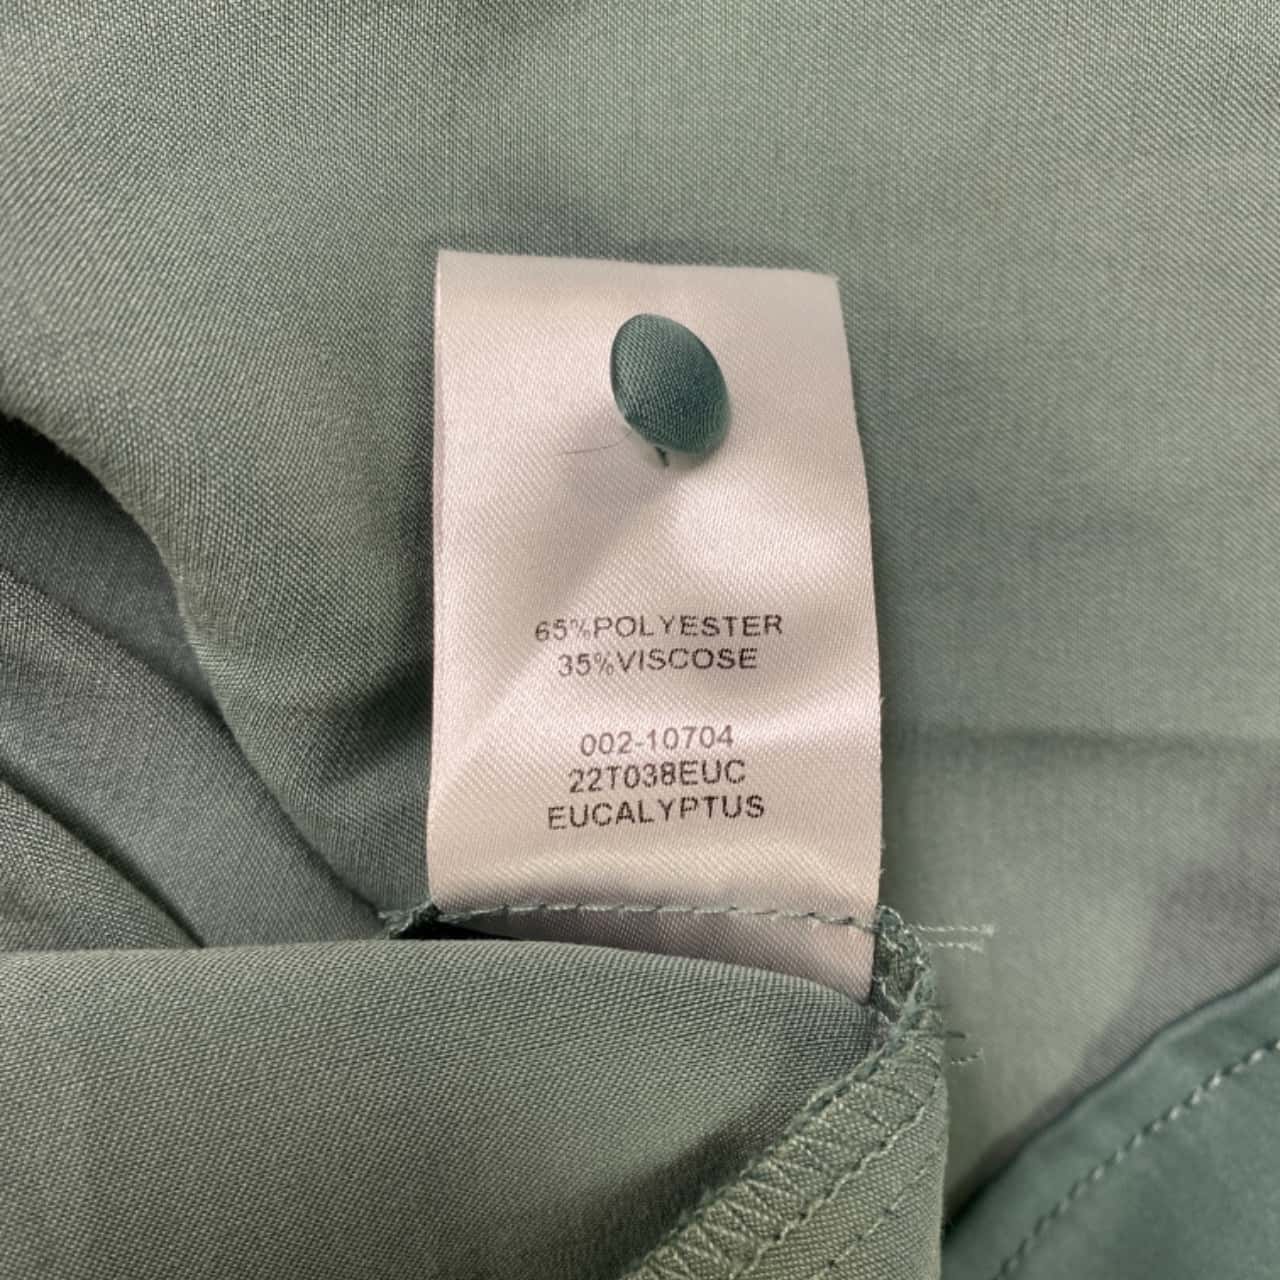 65%POLYESTER
35%VISCOSE
002-10704
22T038EUC
EUCALYPTUS